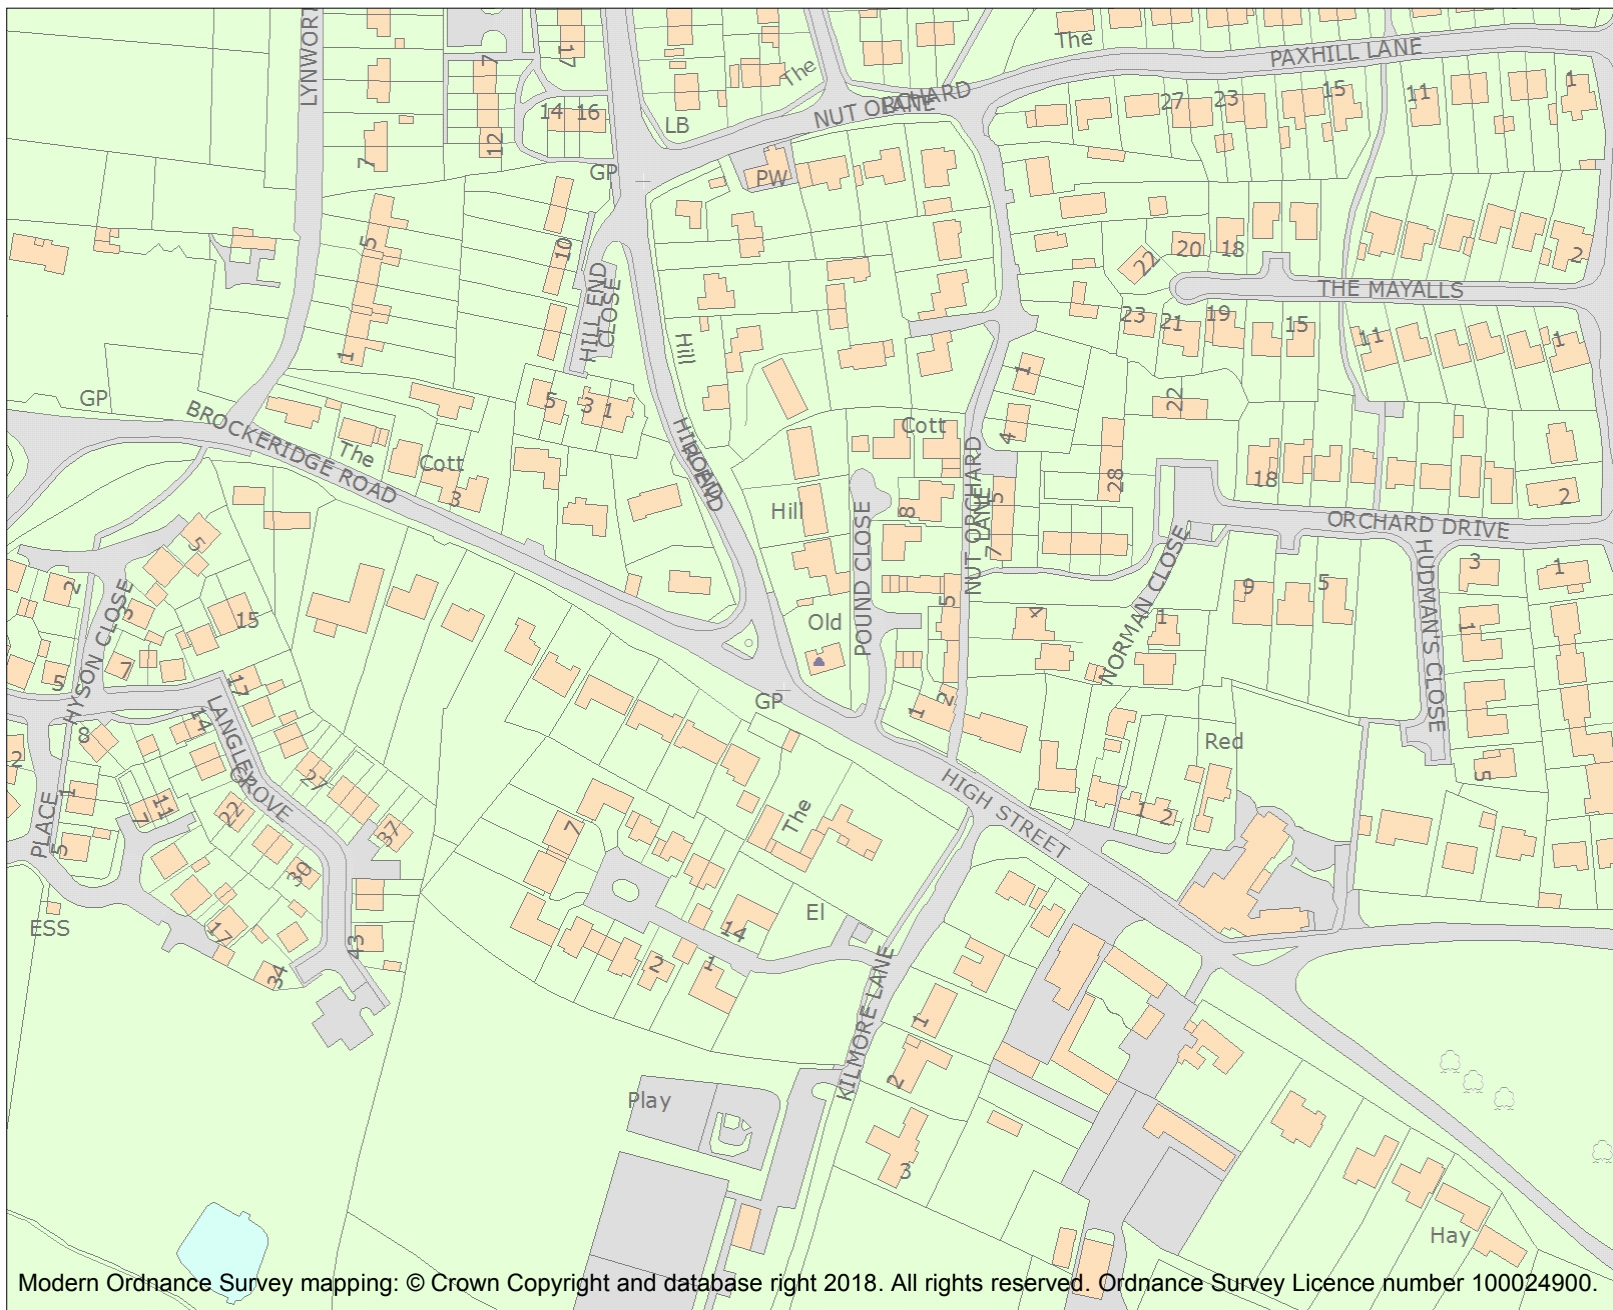 LYNWORT
7
17
The
The
PAXHILL LANE
14 16
12
7
LB
NUT ORCHARD
LANE
27
23
15
11
1
GP
PW
5
10
1
HILL END
CLOSE
Hill
22
20
18
2
THE MAYALLS
23
21
19
15
11
1
GP
BROCKERIDGE ROAD
The
Cott
3
5
3
1
HILL END
ROAD
Cott
1
4
22
28
18
2
Hill
8
POUND CLOSE
NUT ORCHARD
LANE
5
7
ORCHARD DRIVE
NORMAN CLOSE
HUDMAN'S CLOSE
3
1
1
9
5
5
2
3
15
HYSON CLOSE
7
5
Old
5
4
1
GP
1
2
17
14
8
LANGLEY
GROVE
27
22
37
30
2
1
PLACE
5
7
11
Red
5
HIGH STREET
1
2
The
7
El
14
ESS
17
34
43
2
1
KILMORE LANE
1
2
3
Play
Hay
Modern Ordnance Survey mapping: © Crown Copyright and database right 2018. All rights reserved. Ordnance Survey Licence number 100024900.